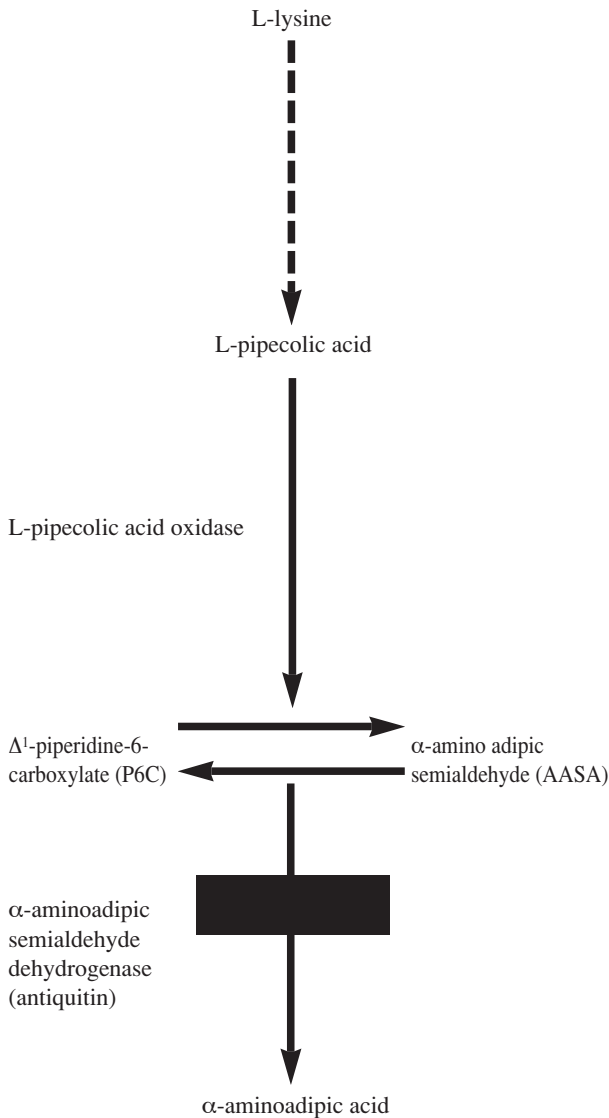 L-lysine
L-pipecolic acid
L-pipecolic acid oxidase
Δ¹-piperidine-6-
carboxylate (P6C)
α-amino adipic
semialdehyde (AASA)
α-aminoadipic
semialdehyde
dehydrogenase
(antiquitin)
α-aminoadipic acid